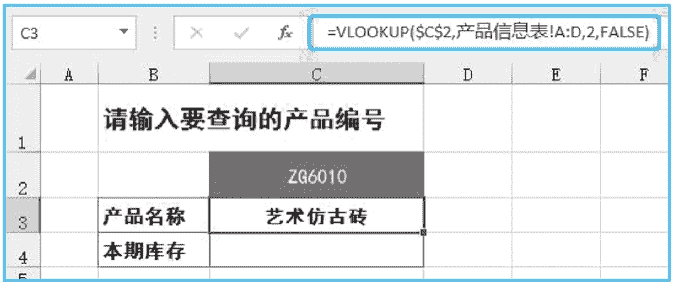 C3 fx =VLOOKUP($C$2,产品信息表!A:D,2,FALSE)
A B C D E F
1 请输入要查询的产品编号
2 ZG6010
3 产品名称 艺术仿古砖
4 本期库存